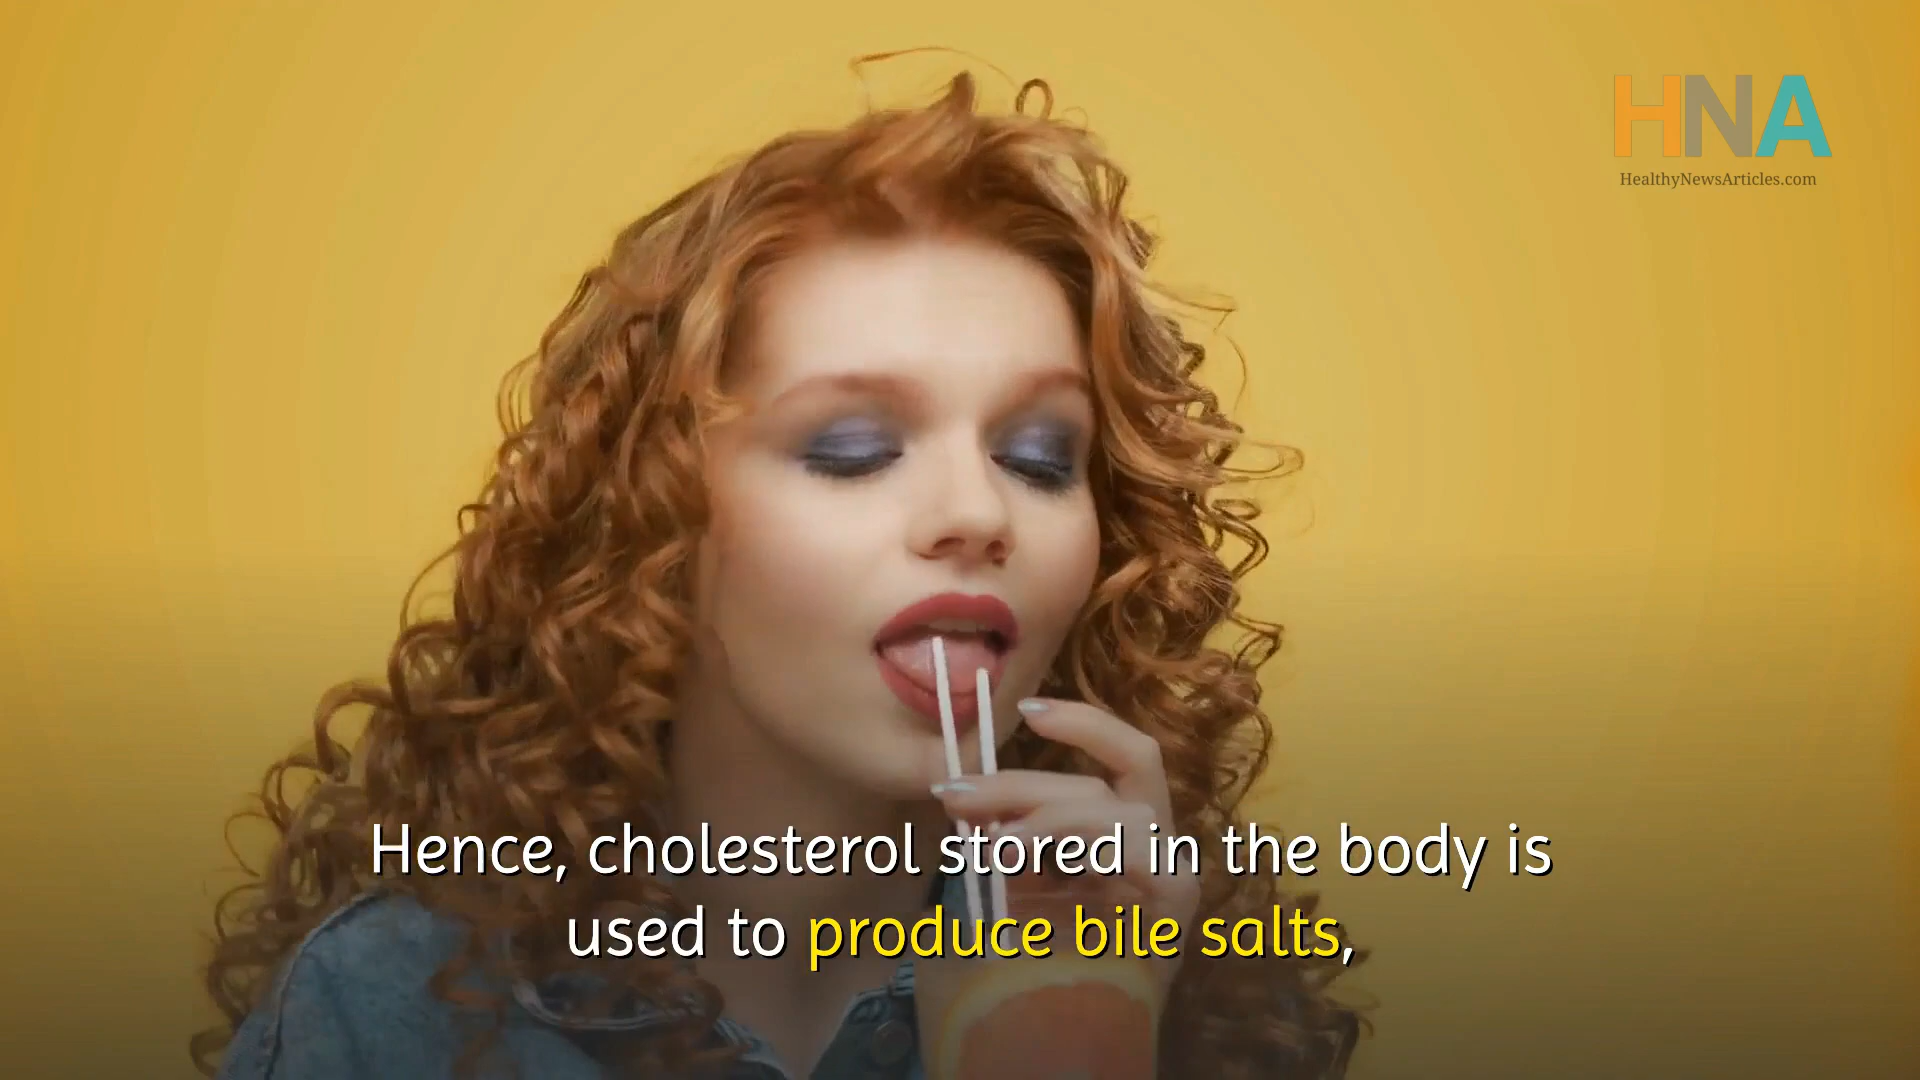 HNA
HealthyNewsArticles.com
Hence, cholesterol stored in the body is
used to produce bile salts,